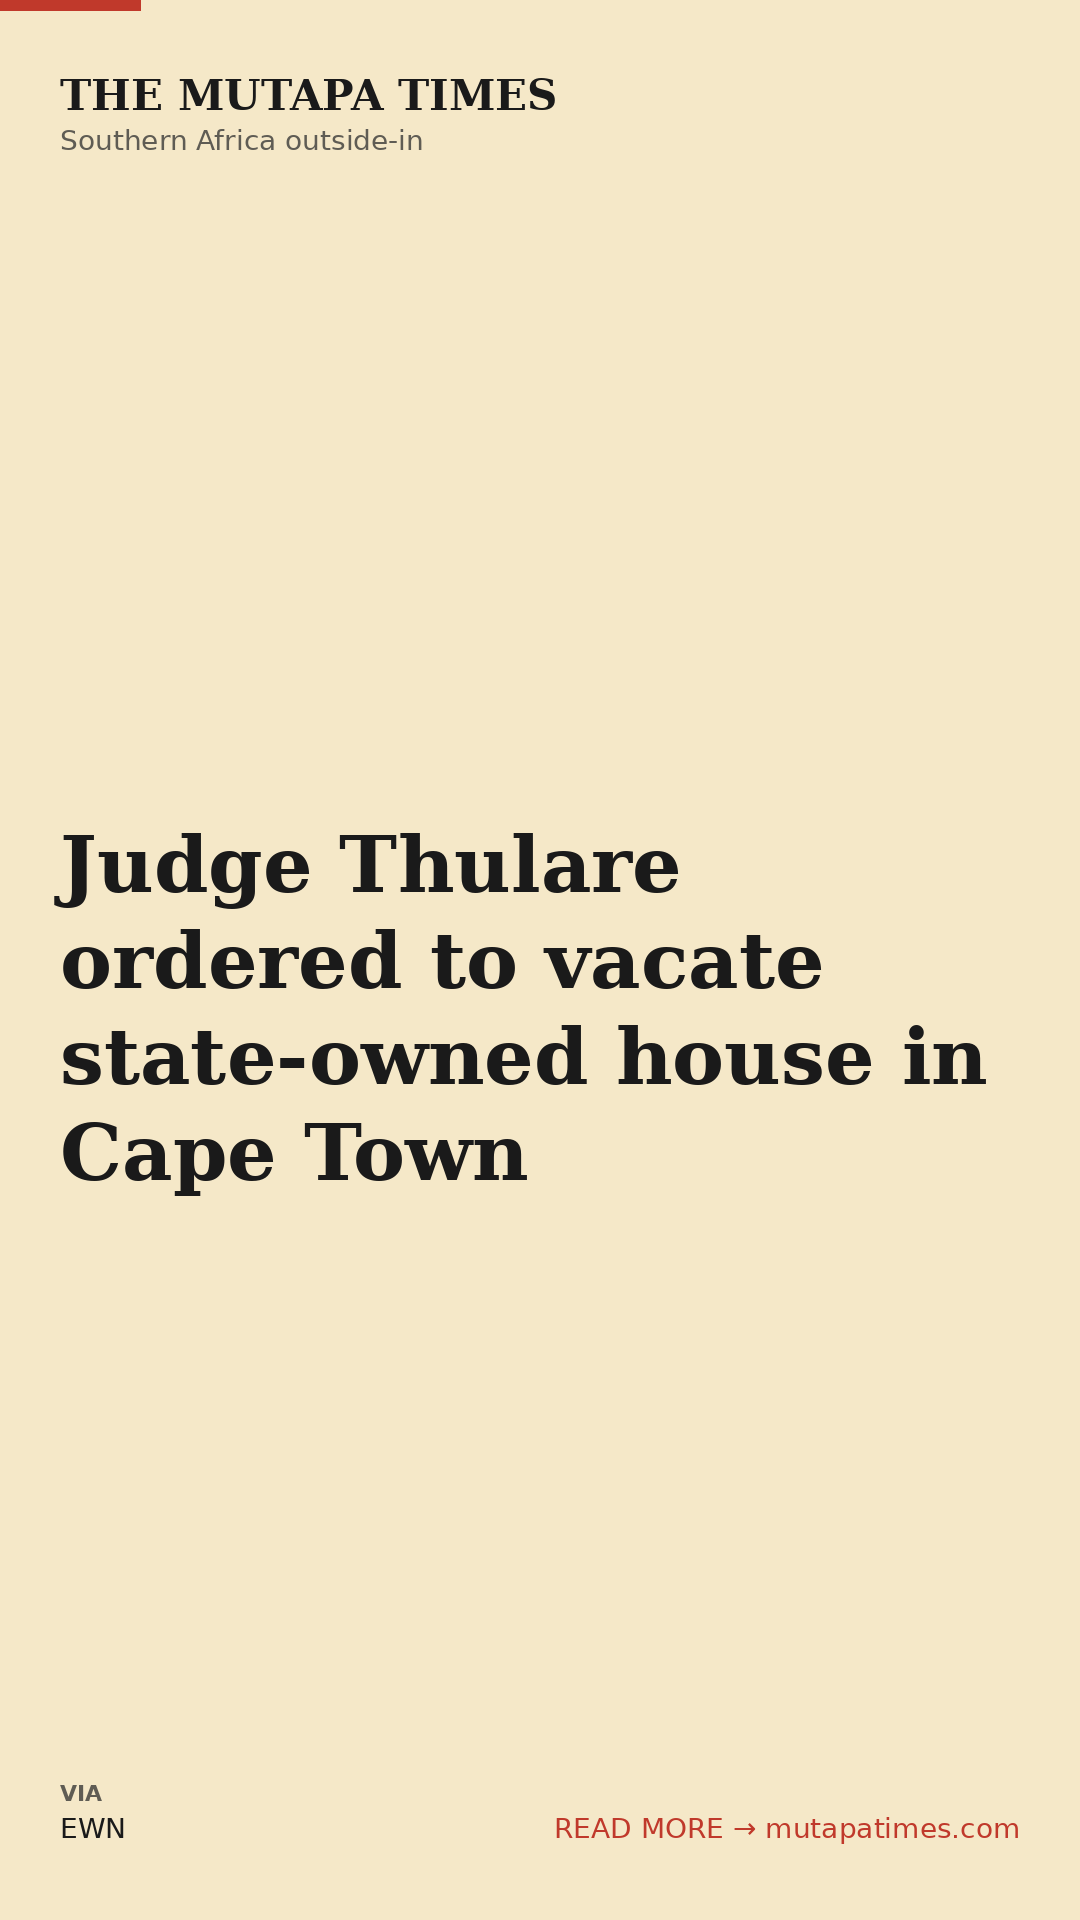 THE MUTAPA TIMES
Southern Africa outside-in
Judge Thulare
ordered to vacate
state-owned house in
Cape Town
VIA
EWN
READ MORE → mutapatimes.com